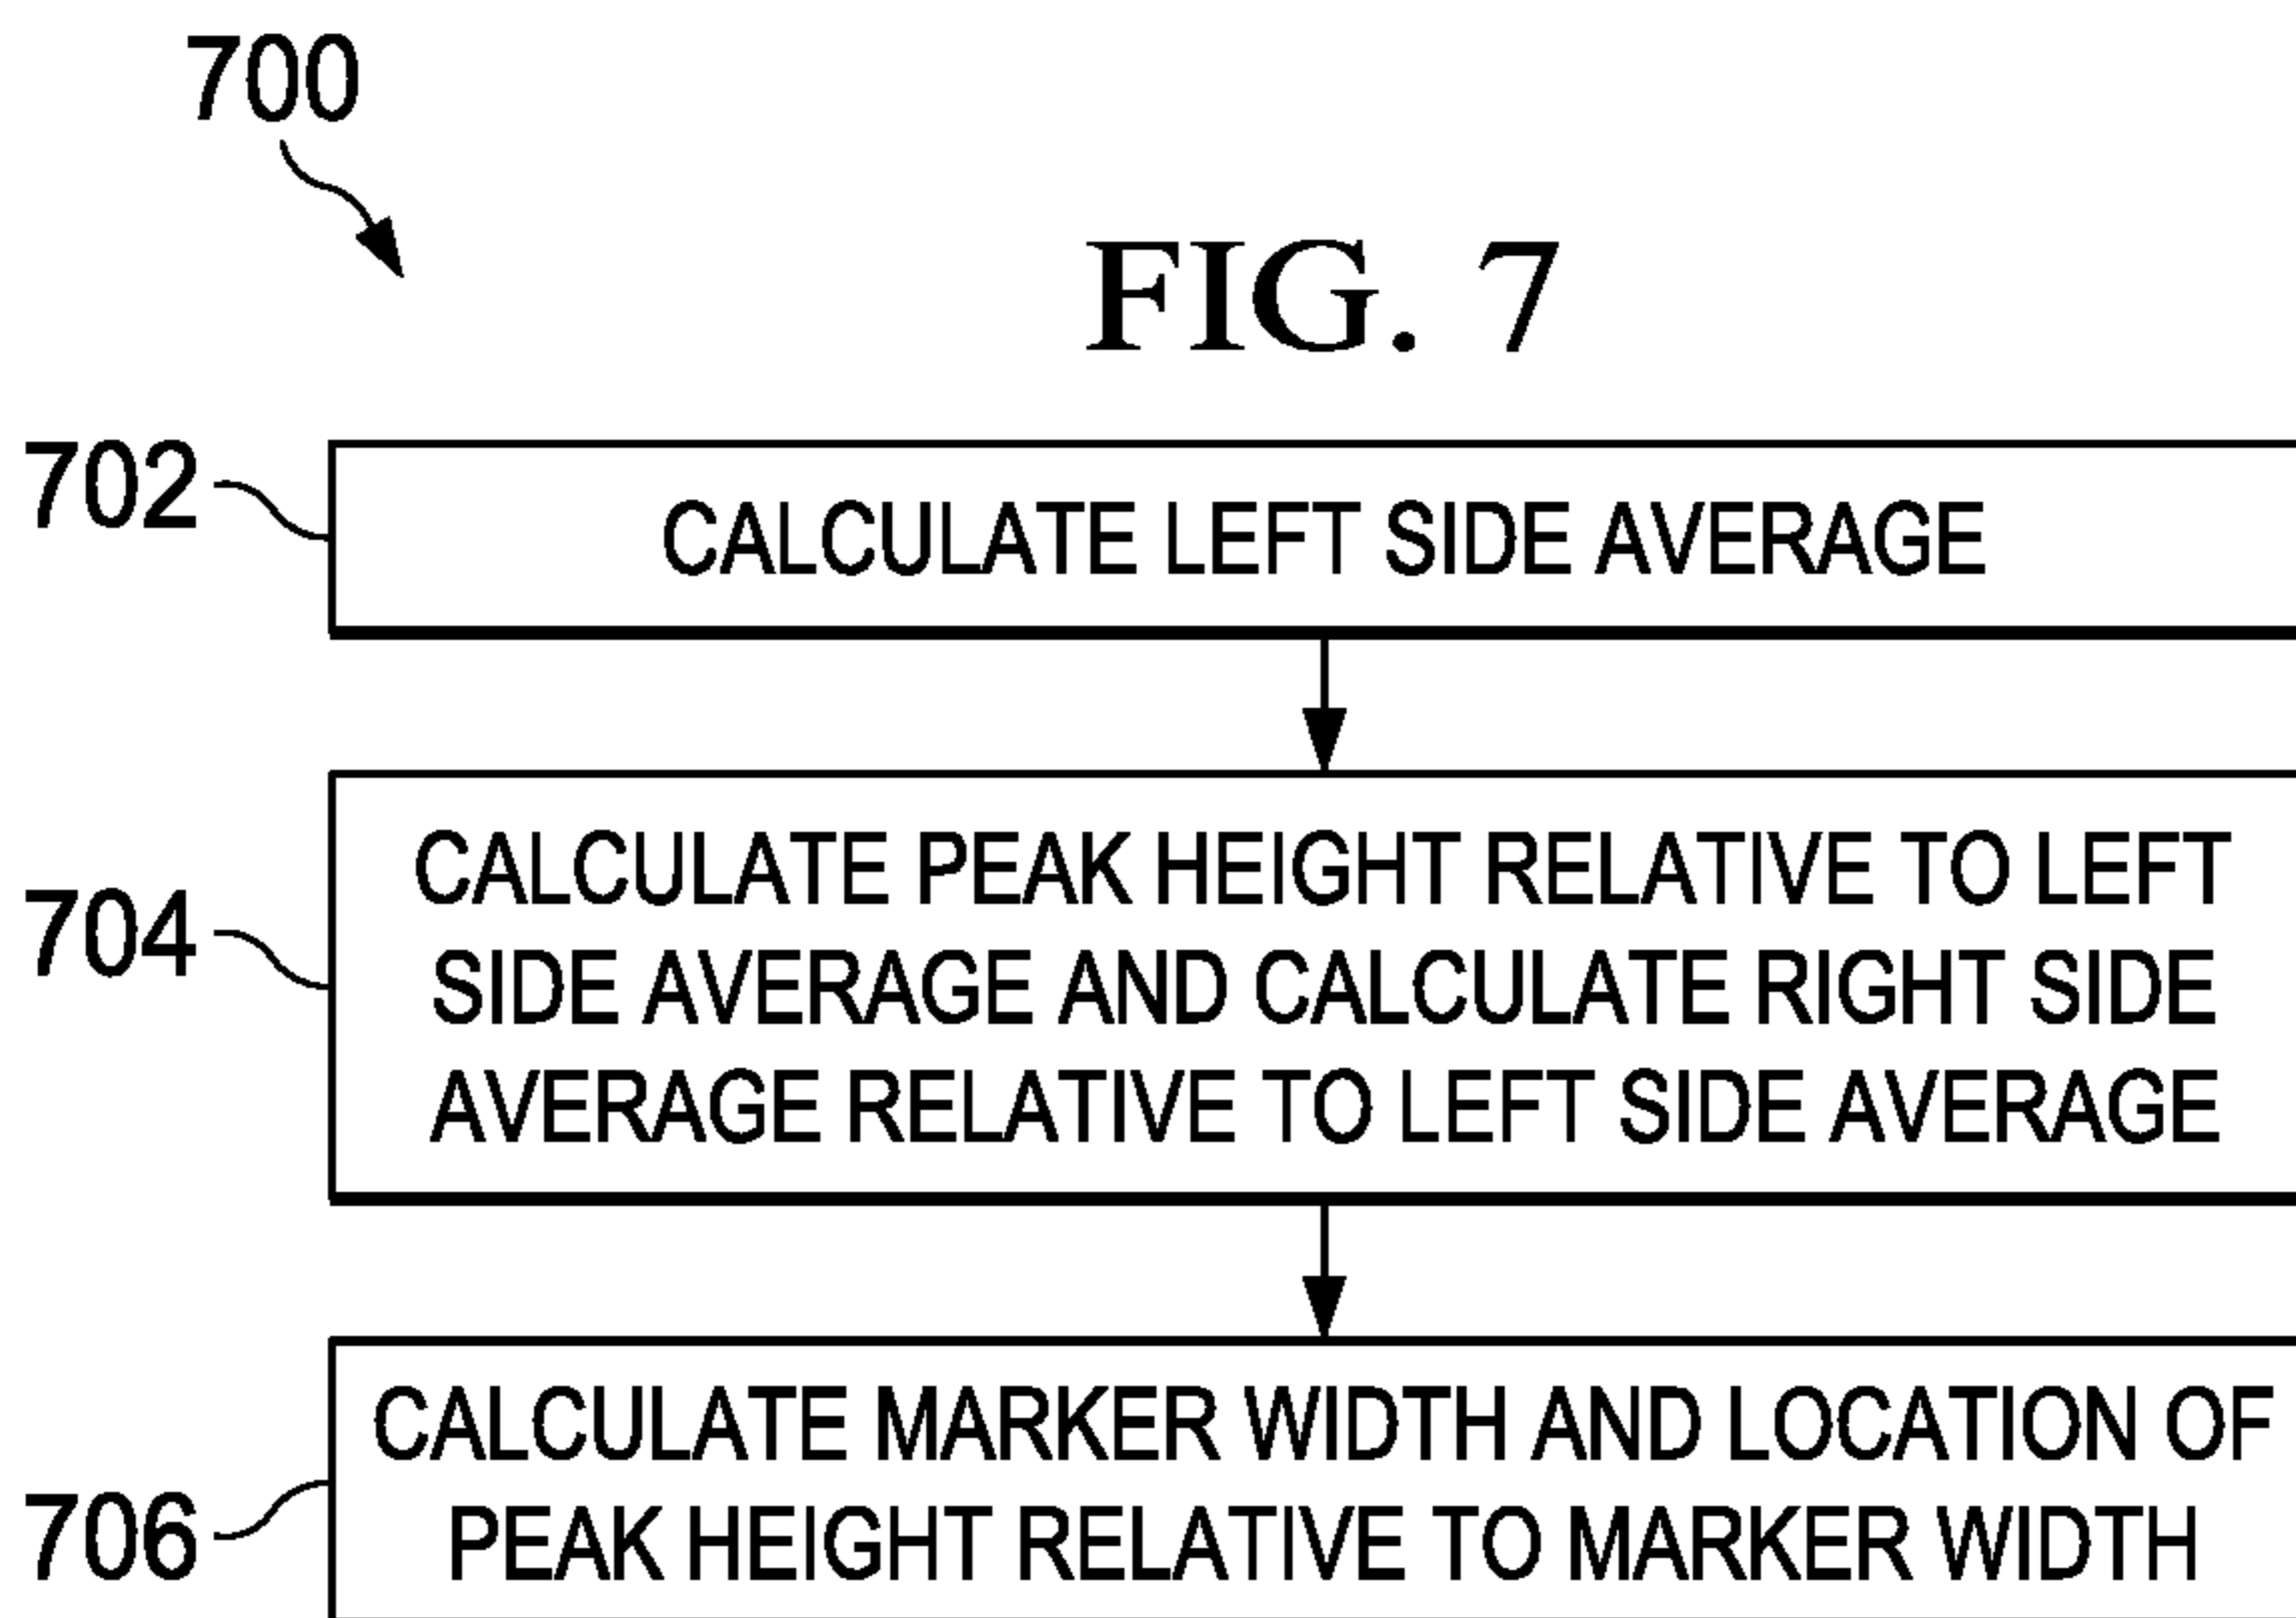 700
FIG. 7
702
CALCULATE LEFT SIDE AVERAGE
704
CALCULATE PEAK HEIGHT RELATIVE TO LEFT
SIDE AVERAGE AND CALCULATE RIGHT SIDE
AVERAGE RELATIVE TO LEFT SIDE AVERAGE
706
CALCULATE MARKER WIDTH AND LOCATION OF
PEAK HEIGHT RELATIVE TO MARKER WIDTH